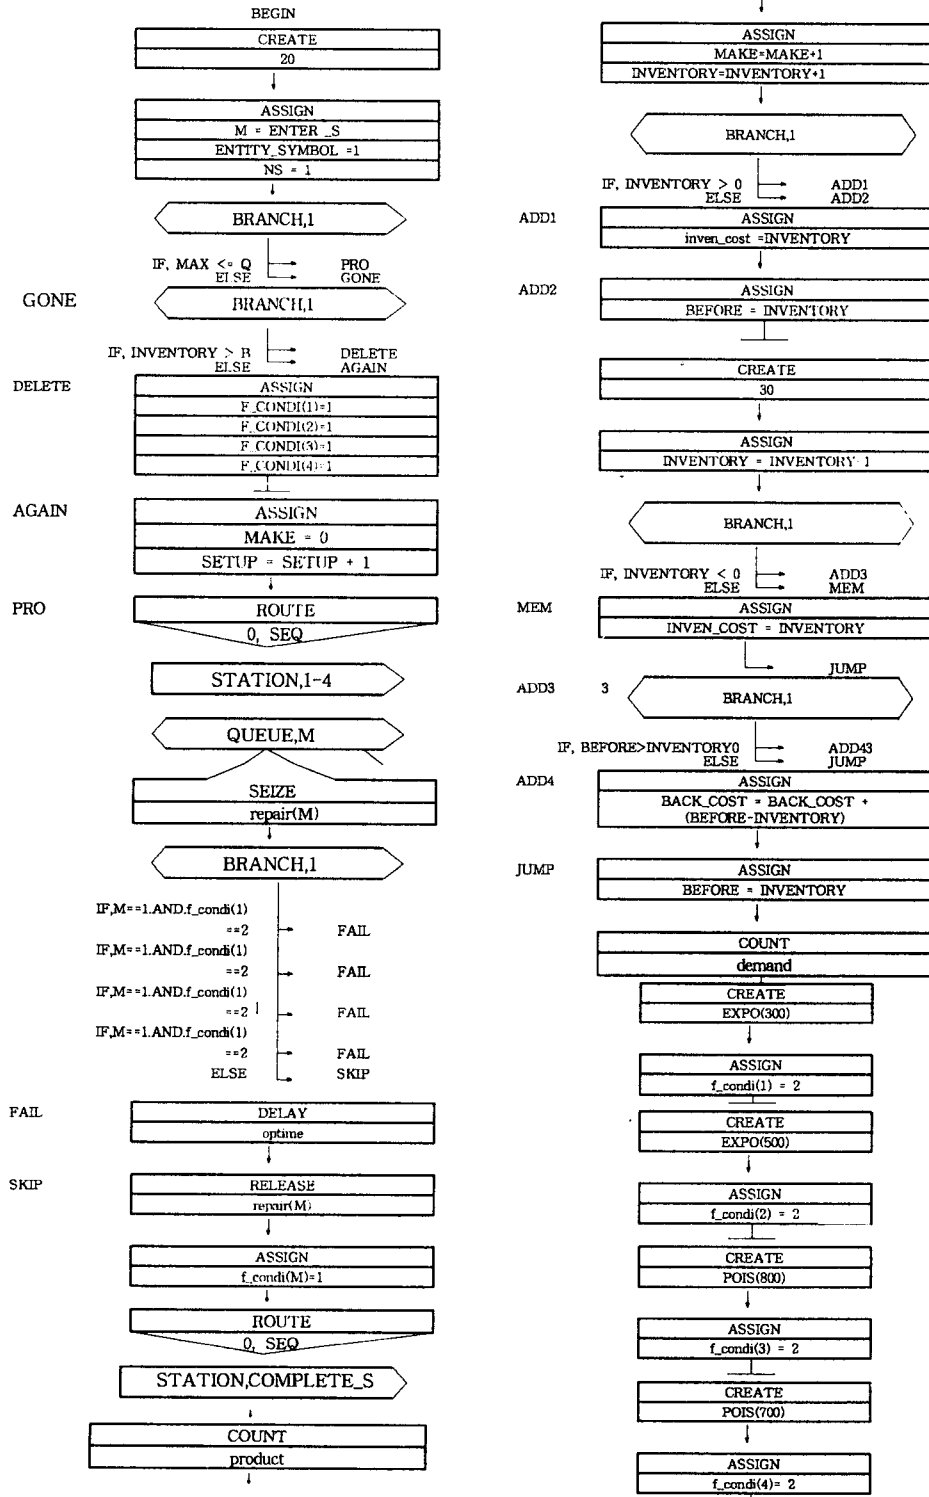 BEGIN
CREATE
20
ASSIGN
M = ENTER _S
ENTITY_SYMBOL =1
NS = 1
BRANCH,1
IF, MAX <= Q PRO
ELSE GONE
GONE BRANCH,1
IF, INVENTORY > B DELETE
ELSE AGAIN
DELETE ASSIGN
F_CONDI(1)=1
F_CONDI(2)=1
F_CONDI(3)=1
F_CONDI(4)=1
AGAIN ASSIGN
MAKE = 0
SETUP = SETUP + 1
PRO ROUTE
0, SEQ
STATION,1-4
QUEUE,M
SEIZE
repair(M)
BRANCH,1
IF,M==1.AND.f_condi(1)
==2 FAIL
IF,M==1.AND.f_condi(1)
==2 FAIL
IF,M==1.AND.f_condi(1)
==2 FAIL
IF,M==1.AND.f_condi(1)
==2 FAIL
ELSE SKIP
FAIL DELAY
optime
SKIP RELEASE
repair(M)
ASSIGN
f_condi(M)=1
ROUTE
0, SEQ
STATION,COMPLETE_S
COUNT
product
ASSIGN
MAKE=MAKE+1
INVENTORY=INVENTORY+1
BRANCH,1
IF, INVENTORY > 0 ADD1
ELSE ADD2
ADD1 ASSIGN
inven_cost =INVENTORY
ADD2 ASSIGN
BEFORE = INVENTORY
CREATE
30
ASSIGN
INVENTORY = INVENTORY-1
BRANCH,1
IF, INVENTORY < 0 ADD3
ELSE MEM
MEM ASSIGN
INVEN_COST = INVENTORY
JUMP
ADD3 3 BRANCH,1
IF, BEFORE>INVENTORY0 ADD43
ELSE JUMP
ADD4 ASSIGN
BACK_COST = BACK_COST +
(BEFORE-INVENTORY)
JUMP ASSIGN
BEFORE = INVENTORY
COUNT
demand
CREATE
EXPO(300)
ASSIGN
f_condi(1) = 2
CREATE
EXPO(500)
ASSIGN
f_condi(2) = 2
CREATE
POIS(800)
ASSIGN
f_condi(3) = 2
CREATE
POIS(700)
ASSIGN
f_condi(4)= 2